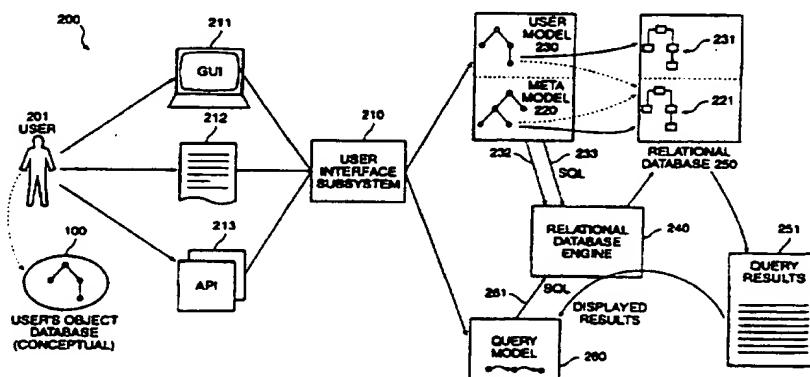 200
201
USER
100
USER'S OBJECT
DATABASE
(CONCEPTUAL)
211
GUI
212
213
API
210
USER
INTERFACE
SUBSYSTEM
USER
MODEL
230
META
MODEL
220
231
221
RELATIONAL
DATABASE 250
232
233
SQL
RELATIONAL
DATABASE
ENGINE
240
261
SQL
DISPLAYED
RESULTS
QUERY
MODEL
260
251
QUERY
RESULTS